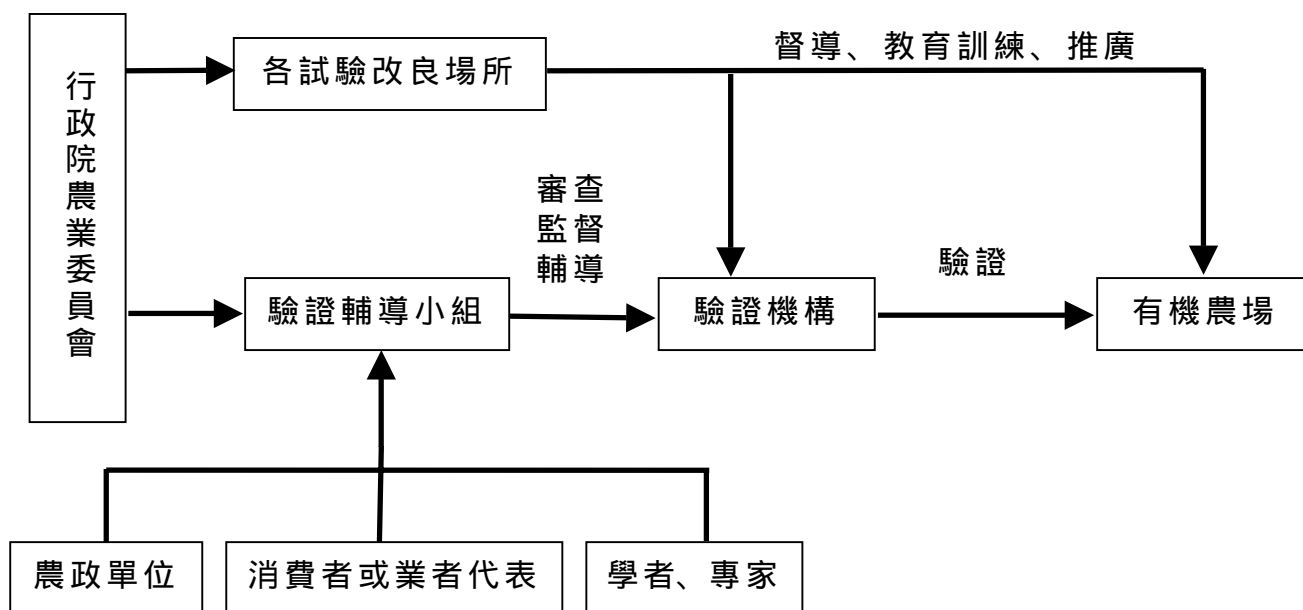 行政院農業委員會
各試驗改良場所
督導、教育訓練、推廣
審查
監督
輔導
驗證輔導小組
驗證機構
驗證
有機農場
農政單位
消費者或業者代表
學者、專家